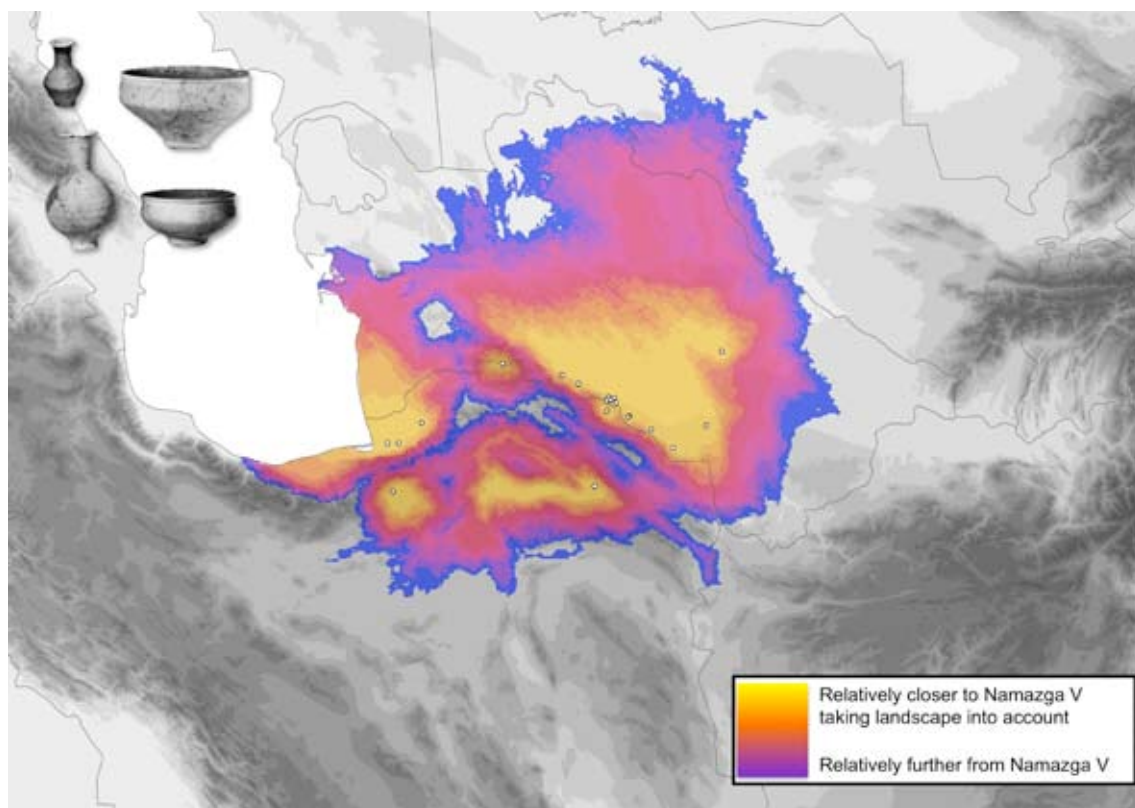 Relatively closer to Namazga V
taking landscape into account
Relatively further from Namazga V